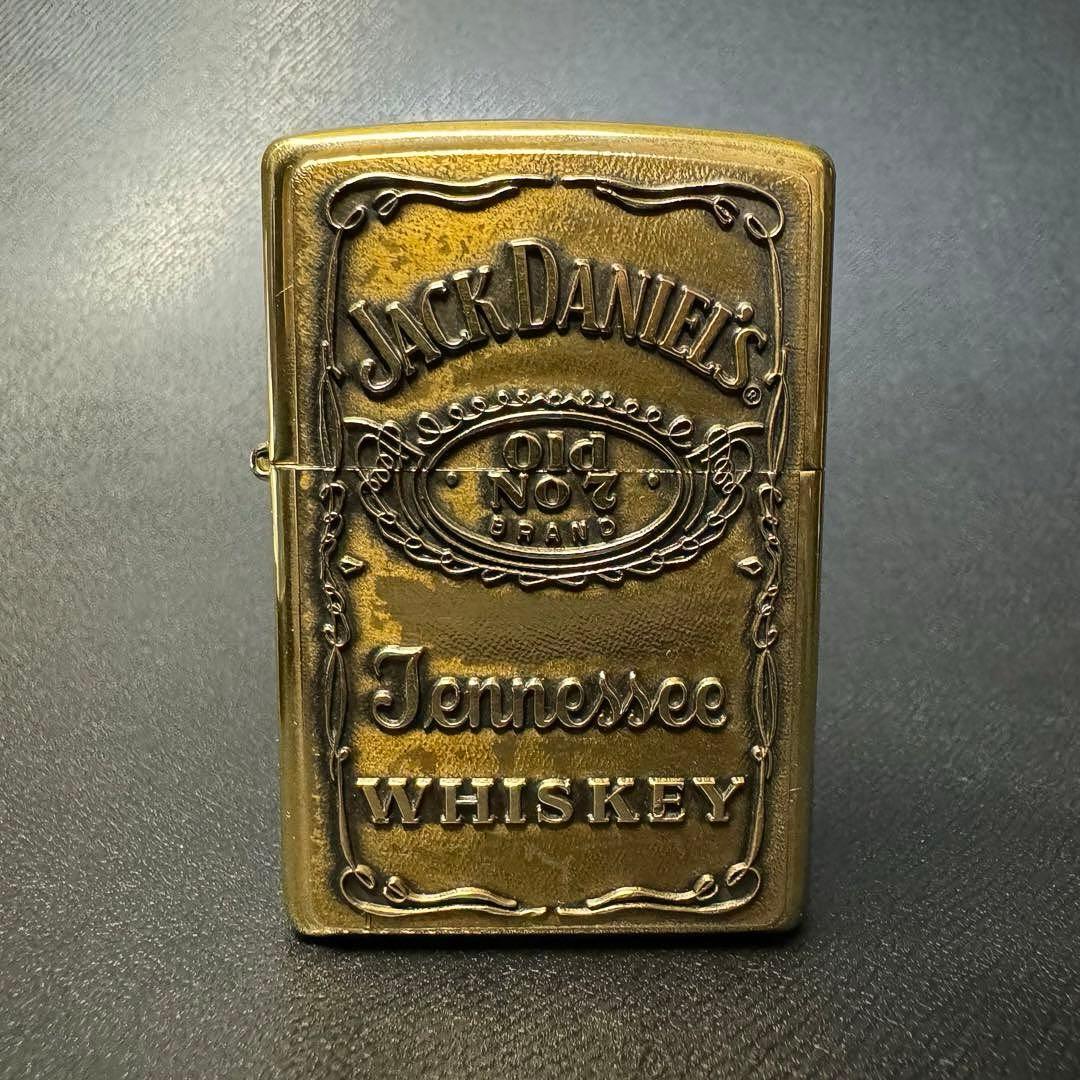 JACK DANIEL'S®
Old
No 7
BRAND
Tennessee
WHISKEY